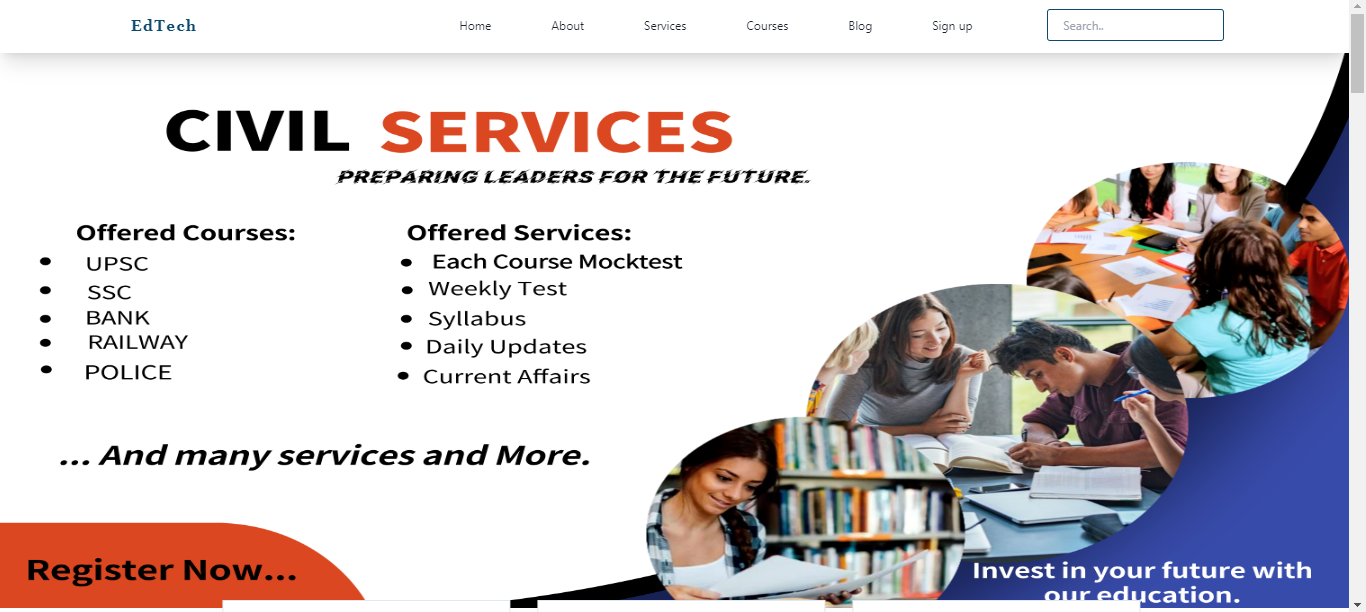 EdTech
Home About Services Courses Blog Sign up Search..
CIVIL SERVICES
PREPARING LEADERS FOR THE FUTURE.
Offered Courses:
UPSC
SSC
BANK
RAILWAY
POLICE
Offered Services:
Each Course Mocktest
Weekly Test
Syllabus
Daily Updates
Current Affairs
... And many services and More.
Register Now...
Invest in your future with
our education.